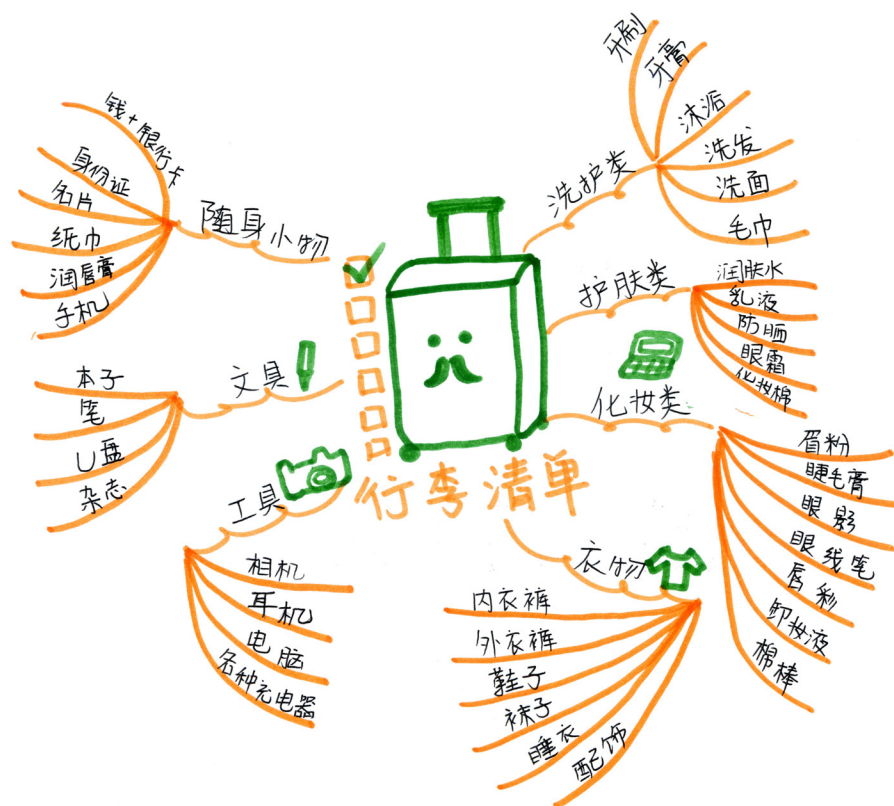 行李清单
洗护类
牙刷
牙膏
沐浴
洗发
洗面
毛巾
护肤类
润肤水
乳液
防晒
眼霜
化妆棉
化妆类
眉粉
睫毛膏
眼影
眼线笔
唇彩
卸妆液
棉棒
衣物
内衣裤
外衣裤
鞋子
袜子
睡衣
配饰
工具
相机
耳机
电脑
各种充电器
文具
本子
笔
U盘
杂志
随身小物
钱+银行卡
身份证
名片
纸巾
润唇膏
手机